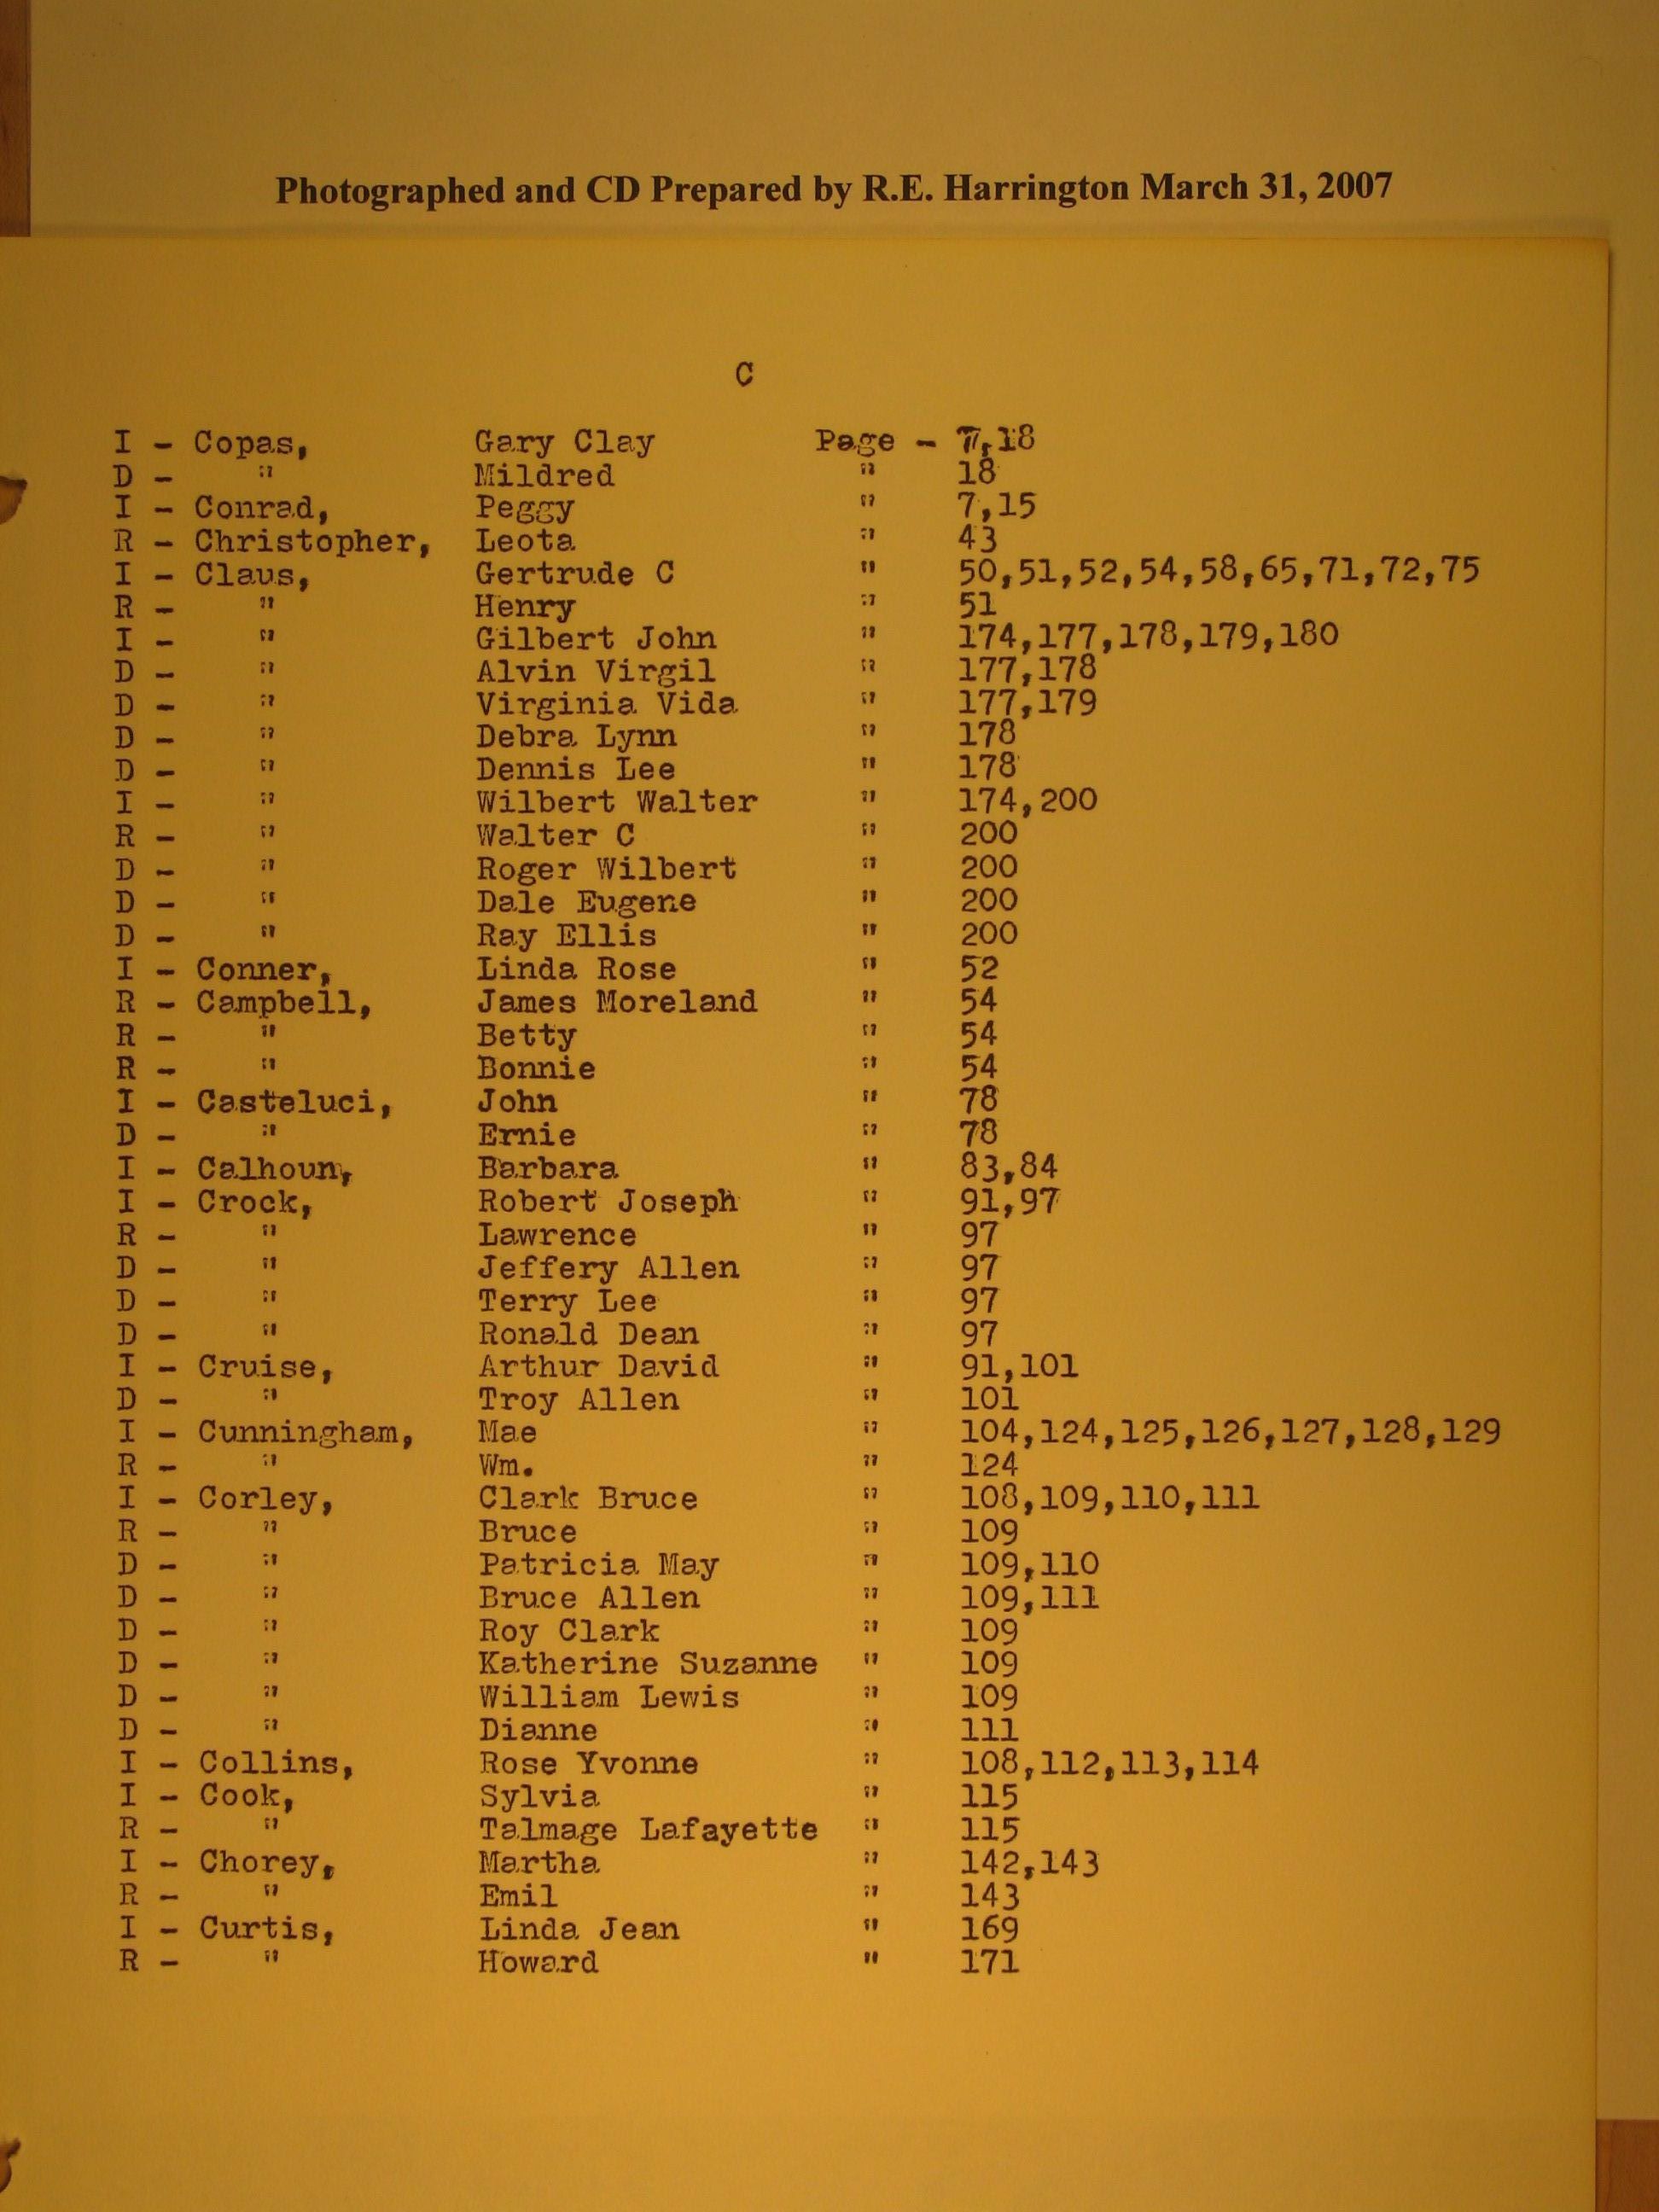 Photographed and CD Prepared by R.E. Harrington March 31, 2007
C
I - Copas, Gary Clay Page - 7,18
D - " Mildred " 18
I - Conrad, Peggy " 7,15
R - Christopher, Leota " 43
I - Claus, Gertrude C " 50,51,52,54,58,65,71,72,75
R - " Henry " 51
I - " Gilbert John " 174,177,178,179,180
D - " Alvin Virgil " 177,178
D - " Virginia Vida " 177,179
D - " Debra Lynn " 178
D - " Dennis Lee " 178
I - " Wilbert Walter " 174,200
R - " Walter C " 200
D - " Roger Wilbert " 200
D - " Dale Eugene " 200
D - " Ray Ellis " 200
I - Conner, Linda Rose " 52
R - Campbell, James Moreland " 54
R - " Betty " 54
R - " Bonnie " 54
I - Casteluci, John " 78
D - " Ernie " 78
I - Calhoun, Barbara " 83,84
I - Crock, Robert Joseph " 91,97
R - " Lawrence " 97
D - " Jeffery Allen " 97
D - " Terry Lee " 97
D - " Ronald Dean " 97
I - Cruise, Arthur David " 91,101
D - " Troy Allen " 101
I - Cunningham, Mae " 104,124,125,126,127,128,129
R - " Wm. " 124
I - Corley, Clark Bruce " 108,109,110,111
R - " Bruce " 109
D - " Patricia May " 109,110
D - " Bruce Allen " 109,111
D - " Roy Clark " 109
D - " Katherine Suzanne " 109
D - " William Lewis " 109
D - " Dianne " 111
I - Collins, Rose Yvonne " 108,112,113,114
I - Cook, Sylvia " 115
R - " Talmage Lafayette " 115
I - Chorey, Martha " 142,143
R - " Emil " 143
I - Curtis, Linda Jean " 169
R - " Howard " 171